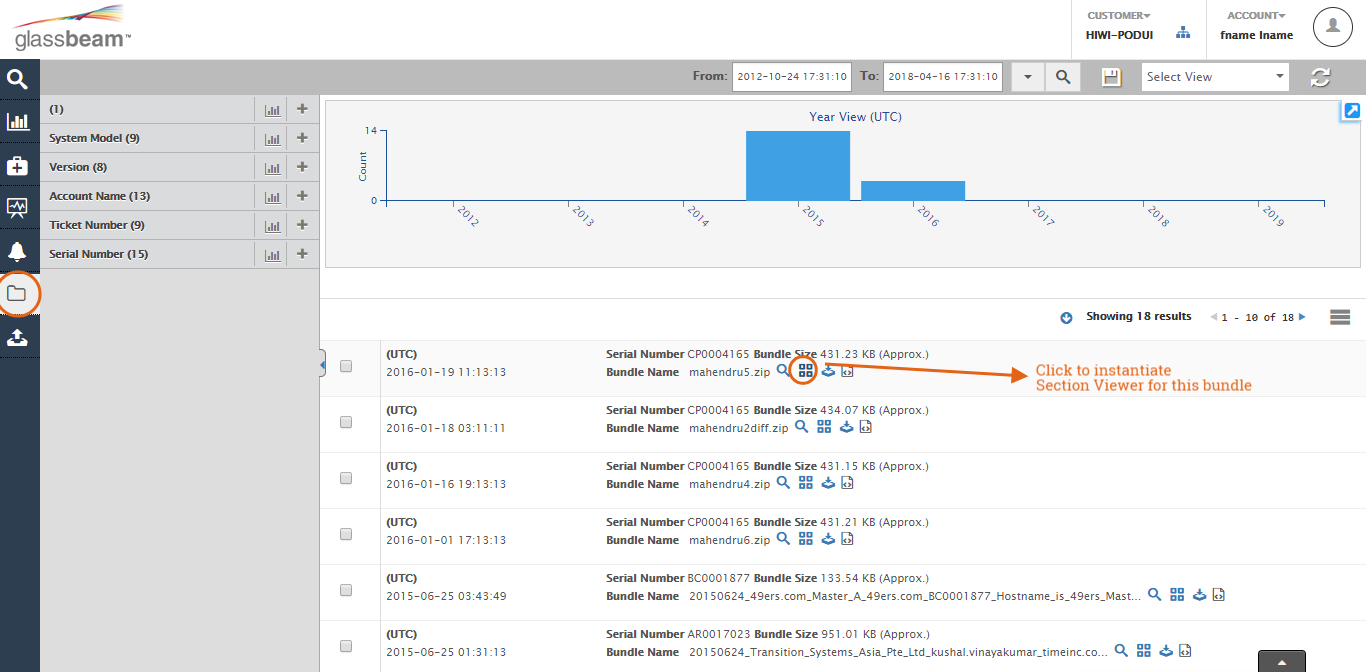 glassbeam™
CUSTOMER
HIWI-PODUI
ACCOUNT
fname lname
From: 2012-10-24 17:31:10 To: 2018-04-16 17:31:10 Select View
(1)
System Model (9)
Version (8)
Account Name (13)
Ticket Number (9)
Serial Number (15)
Year View (UTC)
14
Count
0
2012 2013 2014 2015 2016 2017 2018 2019
Showing 18 results 1 - 10 of 18
(UTC) Serial Number CP0004165 Bundle Size 431.23 KB (Approx.)
2016-01-19 11:13:13 Bundle Name mahendru5.zip
Click to instantiate
Section Viewer for this bundle
(UTC) Serial Number CP0004165 Bundle Size 434.07 KB (Approx.)
2016-01-18 03:11:11 Bundle Name mahendru2diff.zip
(UTC) Serial Number CP0004165 Bundle Size 431.15 KB (Approx.)
2016-01-16 19:13:13 Bundle Name mahendru4.zip
(UTC) Serial Number CP0004165 Bundle Size 431.21 KB (Approx.)
2016-01-01 17:13:13 Bundle Name mahendru6.zip
(UTC) Serial Number BC0001877 Bundle Size 133.54 KB (Approx.)
2015-06-25 03:43:49 Bundle Name 20150624_49ers.com_Master_A_49ers.com_BC0001877_Hostname_is_49ers_Mast...
(UTC) Serial Number AR0017023 Bundle Size 951.01 KB (Approx.)
2015-06-25 01:31:13 Bundle Name 20150624_Transition_Systems_Asia_Pte_Ltd_kushal.vinayakumar_timeinc.co...